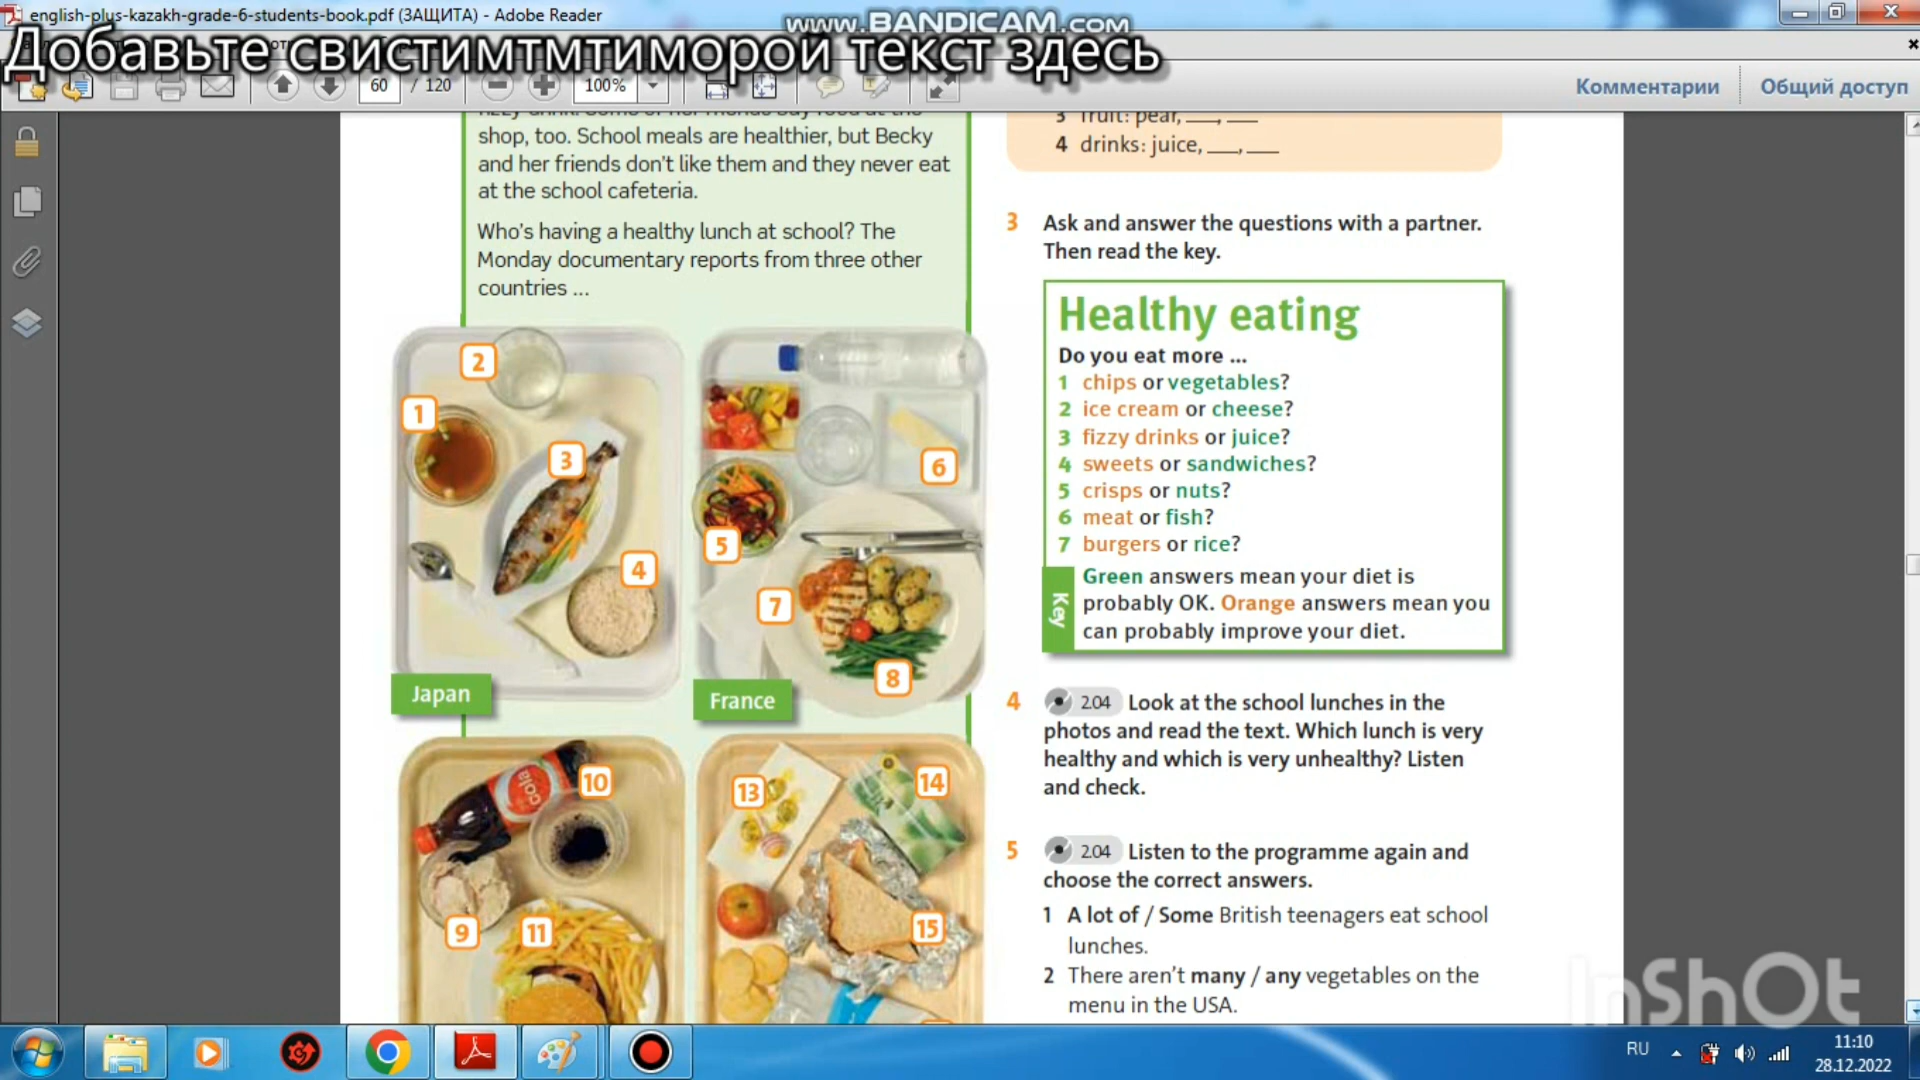 english-plus-kazakh-grade-6-students-book.pdf (ЗАЩИТА) - Adobe Reader
www.BANDICAM.com
Добавьте свистимтмтиморой текст здесь
60 / 120
100%
Комментарии
Общий доступ
shop, too. School meals are healthier, but Becky
and her friends don't like them and they never eat
at the school cafeteria.
Who's having a healthy lunch at school? The
Monday documentary reports from three other
countries ...
2
1
3
4
Japan
6
5
7
8
France
10
cola
9
11
13
14
15
3 fruit: pear, ___, ___
4 drinks: juice, ___, ___
3 Ask and answer the questions with a partner.
Then read the key.
Healthy eating
Do you eat more ...
1 chips or vegetables?
2 ice cream or cheese?
3 fizzy drinks or juice?
4 sweets or sandwiches?
5 crisps or nuts?
6 meat or fish?
7 burgers or rice?
Key
Green answers mean your diet is
probably OK. Orange answers mean you
can probably improve your diet.
4 2.04 Look at the school lunches in the
photos and read the text. Which lunch is very
healthy and which is very unhealthy? Listen
and check.
5 2.04 Listen to the programme again and
choose the correct answers.
1 A lot of / Some British teenagers eat school
lunches.
2 There aren't many / any vegetables on the
menu in the USA.
InShOt
RU
11:10
28.12.2022